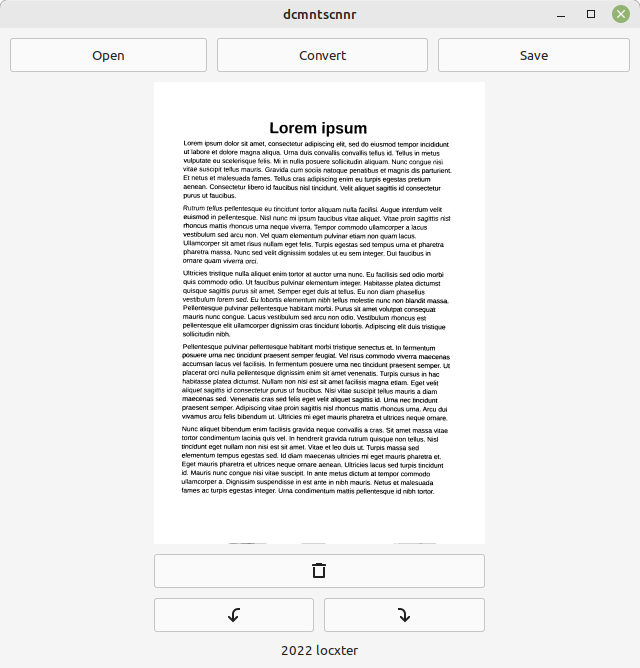 dcmntscnnr
Open Convert Save
Lorem ipsum
Lorem ipsum dolor sit amet, consectetur adipiscing elit, sed do eiusmod tempor incididunt
ut labore et dolore magna aliqua. Urna duis convallis convallis tellus id. Tellus in metus
vulputate eu scelerisque felis. Mi in nulla posuere sollicitudin aliquam. Nunc congue nisi
vitae suscipit tellus mauris. Gravida cum sociis natoque penatibus et magnis dis parturient.
Et netus et malesuada fames. Tellus cras adipiscing enim eu turpis egestas pretium
aenean. Consectetur libero id faucibus nisl tincidunt. Velit aliquet sagittis id consectetur
purus ut faucibus.
Rutrum tellus pellentesque eu tincidunt tortor aliquam nulla facilisi. Augue interdum velit
euismod in pellentesque. Nisl nunc mi ipsum faucibus vitae aliquet. Vitae proin sagittis nisl
rhoncus mattis rhoncus urna neque viverra. Tempor commodo ullamcorper a lacus
vestibulum sed arcu non. Vel quam elementum pulvinar etiam non quam lacus.
Ullamcorper sit amet risus nullam eget felis. Turpis egestas sed tempus urna et pharetra
pharetra massa. Nunc sed velit dignissim sodales ut eu sem integer. Dui faucibus in
ornare quam viverra orci.
Ultricies tristique nulla aliquet enim tortor at auctor urna nunc. Eu facilisis sed odio morbi
quis commodo odio. Ut faucibus pulvinar elementum integer. Habitasse platea dictumst
quisque sagittis purus sit amet. Semper eget duis at tellus. Eu non diam phasellus
vestibulum lorem sed. Eu lobortis elementum nibh tellus molestie nunc non blandit massa.
Pellentesque pulvinar pellentesque habitant morbi. Purus sit amet volutpat consequat
mauris nunc congue. Lacus vestibulum sed arcu non odio. Vestibulum rhoncus est
pellentesque elit ullamcorper dignissim cras tincidunt lobortis. Adipiscing elit duis tristique
sollicitudin nibh.
Pellentesque pulvinar pellentesque habitant morbi tristique senectus et. In fermentum
posuere urna nec tincidunt praesent semper feugiat. Vel risus commodo viverra maecenas
accumsan lacus vel facilisis. In fermentum posuere urna nec tincidunt praesent semper. Ut
placerat orci nulla pellentesque dignissim enim sit amet venenatis. Turpis cursus in hac
habitasse platea dictumst. Nullam non nisi est sit amet facilisis magna etiam. Eget velit
aliquet sagittis id consectetur purus ut faucibus. Nisi vitae suscipit tellus mauris a diam
maecenas sed. Venenatis cras sed felis eget velit aliquet sagittis id. Urna nec tincidunt
praesent semper. Adipiscing vitae proin sagittis nisl rhoncus mattis rhoncus urna. Arcu dui
vivamus arcu felis bibendum ut. Ultricies mi eget mauris pharetra et ultrices neque ornare.
Nunc aliquet bibendum enim facilisis gravida neque convallis a cras. Sit amet massa vitae
tortor condimentum lacinia quis vel. In hendrerit gravida rutrum quisque non tellus. Nisl
tincidunt eget nullam non nisi est sit amet. Vitae et leo duis ut. Turpis massa sed
elementum tempus egestas sed. Id diam maecenas ultricies mi eget mauris pharetra et.
Eget mauris pharetra et ultrices neque ornare aenean. Ultricies lacus sed turpis tincidunt
id. Mauris nunc congue nisi vitae suscipit. In ante metus dictum at tempor commodo
ullamcorper a. Dignissim suspendisse in est ante in nibh mauris. Netus et malesuada
fames ac turpis egestas integer. Urna condimentum mattis pellentesque id nibh tortor.
2022 locxter